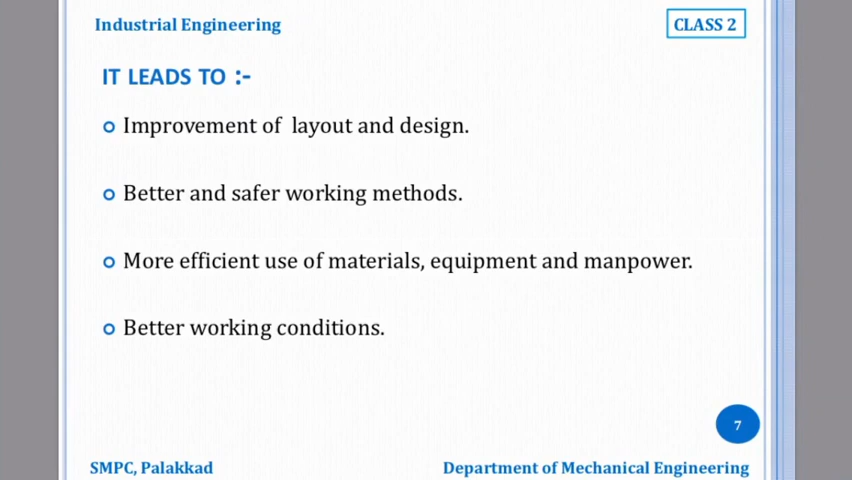 Industrial Engineering
CLASS 2
IT LEADS TO :-
Improvement of layout and design.
Better and safer working methods.
More efficient use of materials, equipment and manpower.
Better working conditions.
7
SMPC, Palakkad
Department of Mechanical Engineering